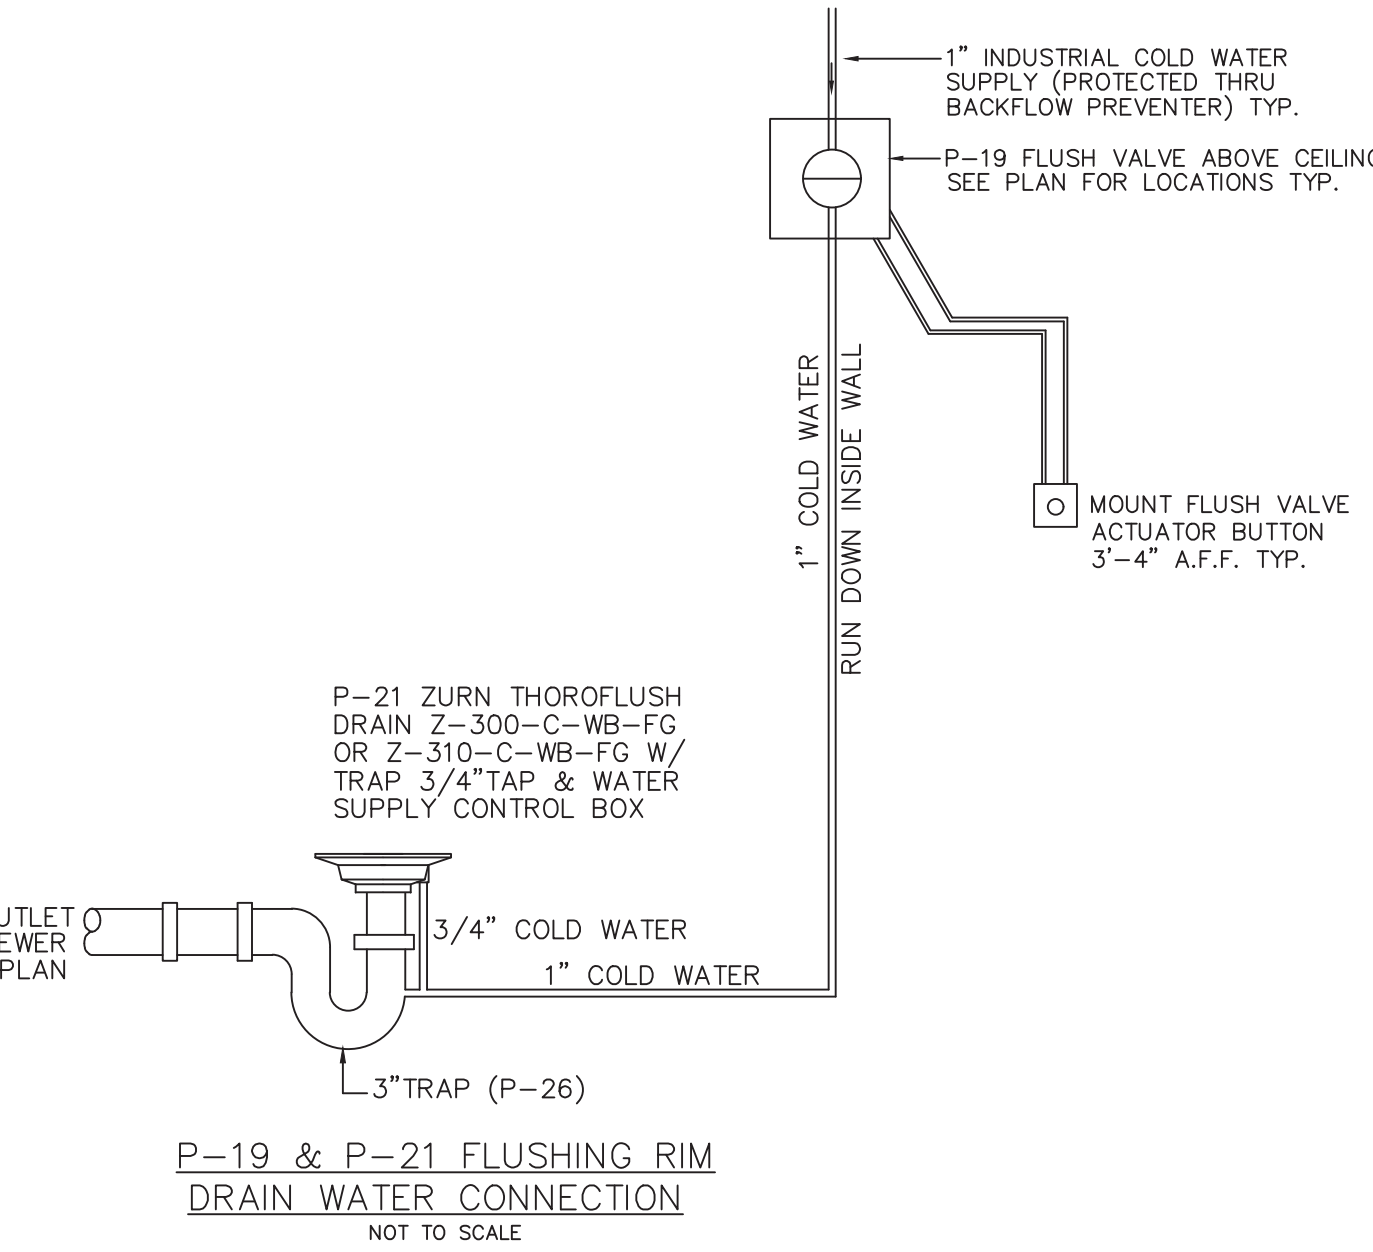 1” INDUSTRIAL COLD WATER
SUPPLY (PROTECTED THRU
BACKFLOW PREVENTER) TYP.
P–19 FLUSH VALVE ABOVE CEILING
SEE PLAN FOR LOCATIONS TYP.
1” COLD WATER
RUN DOWN INSIDE WALL
MOUNT FLUSH VALVE
ACTUATOR BUTTON
3’–4” A.F.F. TYP.
P–21 ZURN THOROFLUSH
DRAIN Z–300–C–WB–FG
OR Z–310–C–WB–FG W/
TRAP 3/4”TAP & WATER
SUPPLY CONTROL BOX
UTLET
EWER
PLAN
3/4” COLD WATER
1” COLD WATER
3”TRAP (P–26)
P–19 & P–21 FLUSHING RIM
DRAIN WATER CONNECTION
NOT TO SCALE